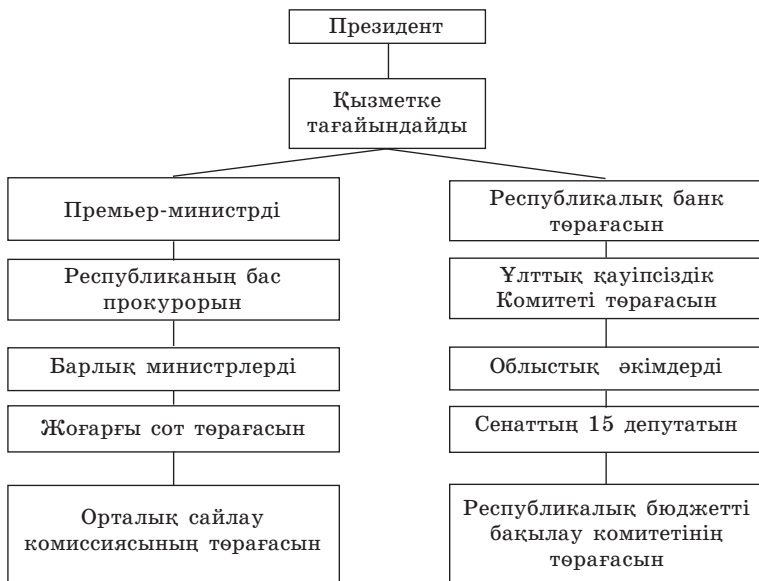 Президент
Қызметке
тағайындайды
Премьер-министрді
Республиканың бас
прокурорын
Барлық министрлерді
Жоғарғы сот төрағасын
Орталық сайлау
комиссиясының төрағасын
Республикалық банк
төрағасын
Ұлттық қауіпсіздік
Комитеті төрағасын
Облыстық әкімдерді
Сенаттың 15 депутатын
Республикалық бюджетті
бақылау комитетінің
төрағасын